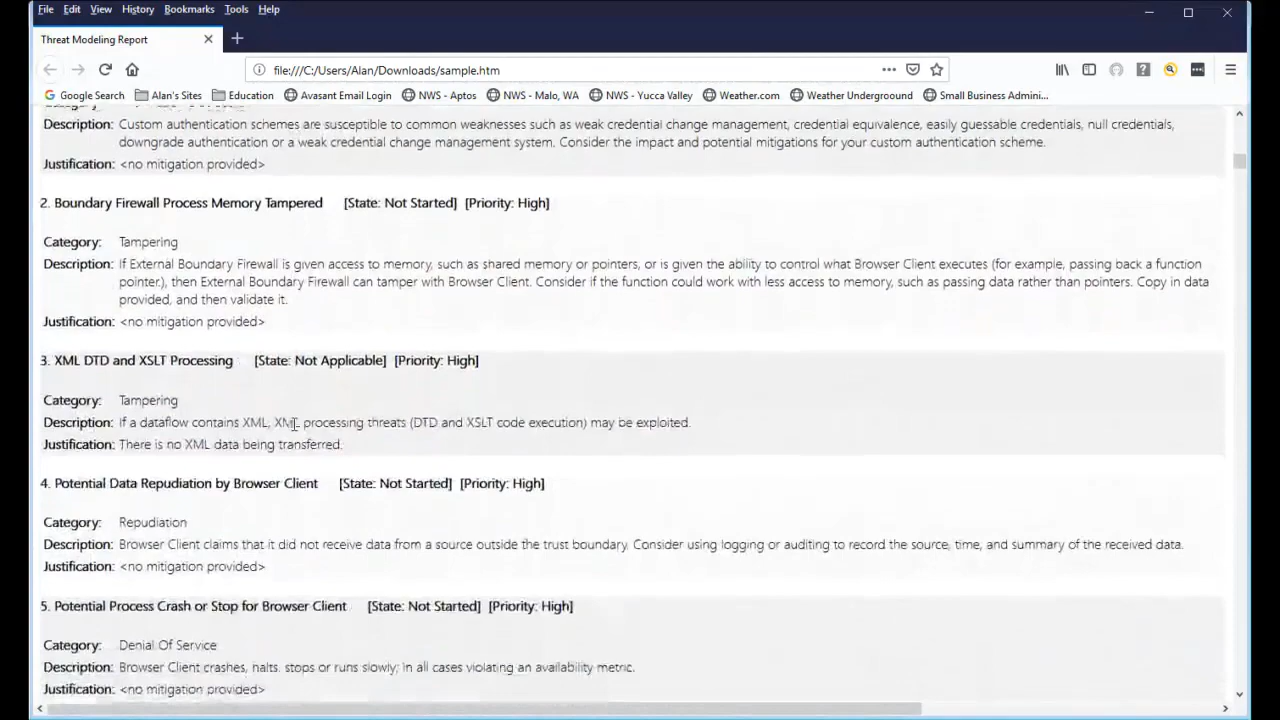 File Edit View History Bookmarks Tools Help
Threat Modeling Report
file:///C:/Users/Alan/Downloads/sample.htm
Google Search Alan's Sites Education Avasant Email Login NWS - Aptos NWS - Malo, WA NWS - Yucca Valley Weather.com Weather Underground Small Business Admini...
Description: Custom authentication schemes are susceptible to common weaknesses such as weak credential change management, credential equivalence, easily guessable credentials, null credentials,
downgrade authentication or a weak credential change management system. Consider the impact and potential mitigations for your custom authentication scheme.
Justification: <no mitigation provided>
2. Boundary Firewall Process Memory Tampered [State: Not Started] [Priority: High]
Category: Tampering
Description: If External Boundary Firewall is given access to memory, such as shared memory or pointers, or is given the ability to control what Browser Client executes (for example, passing back a function
pointer.), then External Boundary Firewall can tamper with Browser Client. Consider if the function could work with less access to memory, such as passing data rather than pointers. Copy in data
provided, and then validate it.
Justification: <no mitigation provided>
3. XML DTD and XSLT Processing [State: Not Applicable] [Priority: High]
Category: Tampering
Description: If a dataflow contains XML, XML processing threats (DTD and XSLT code execution) may be exploited.
Justification: There is no XML data being transferred.
4. Potential Data Repudiation by Browser Client [State: Not Started] [Priority: High]
Category: Repudiation
Description: Browser Client claims that it did not receive data from a source outside the trust boundary. Consider using logging or auditing to record the source, time, and summary of the received data.
Justification: <no mitigation provided>
5. Potential Process Crash or Stop for Browser Client [State: Not Started] [Priority: High]
Category: Denial Of Service
Description: Browser Client crashes, halts, stops or runs slowly; in all cases violating an availability metric.
Justification: <no mitigation provided>